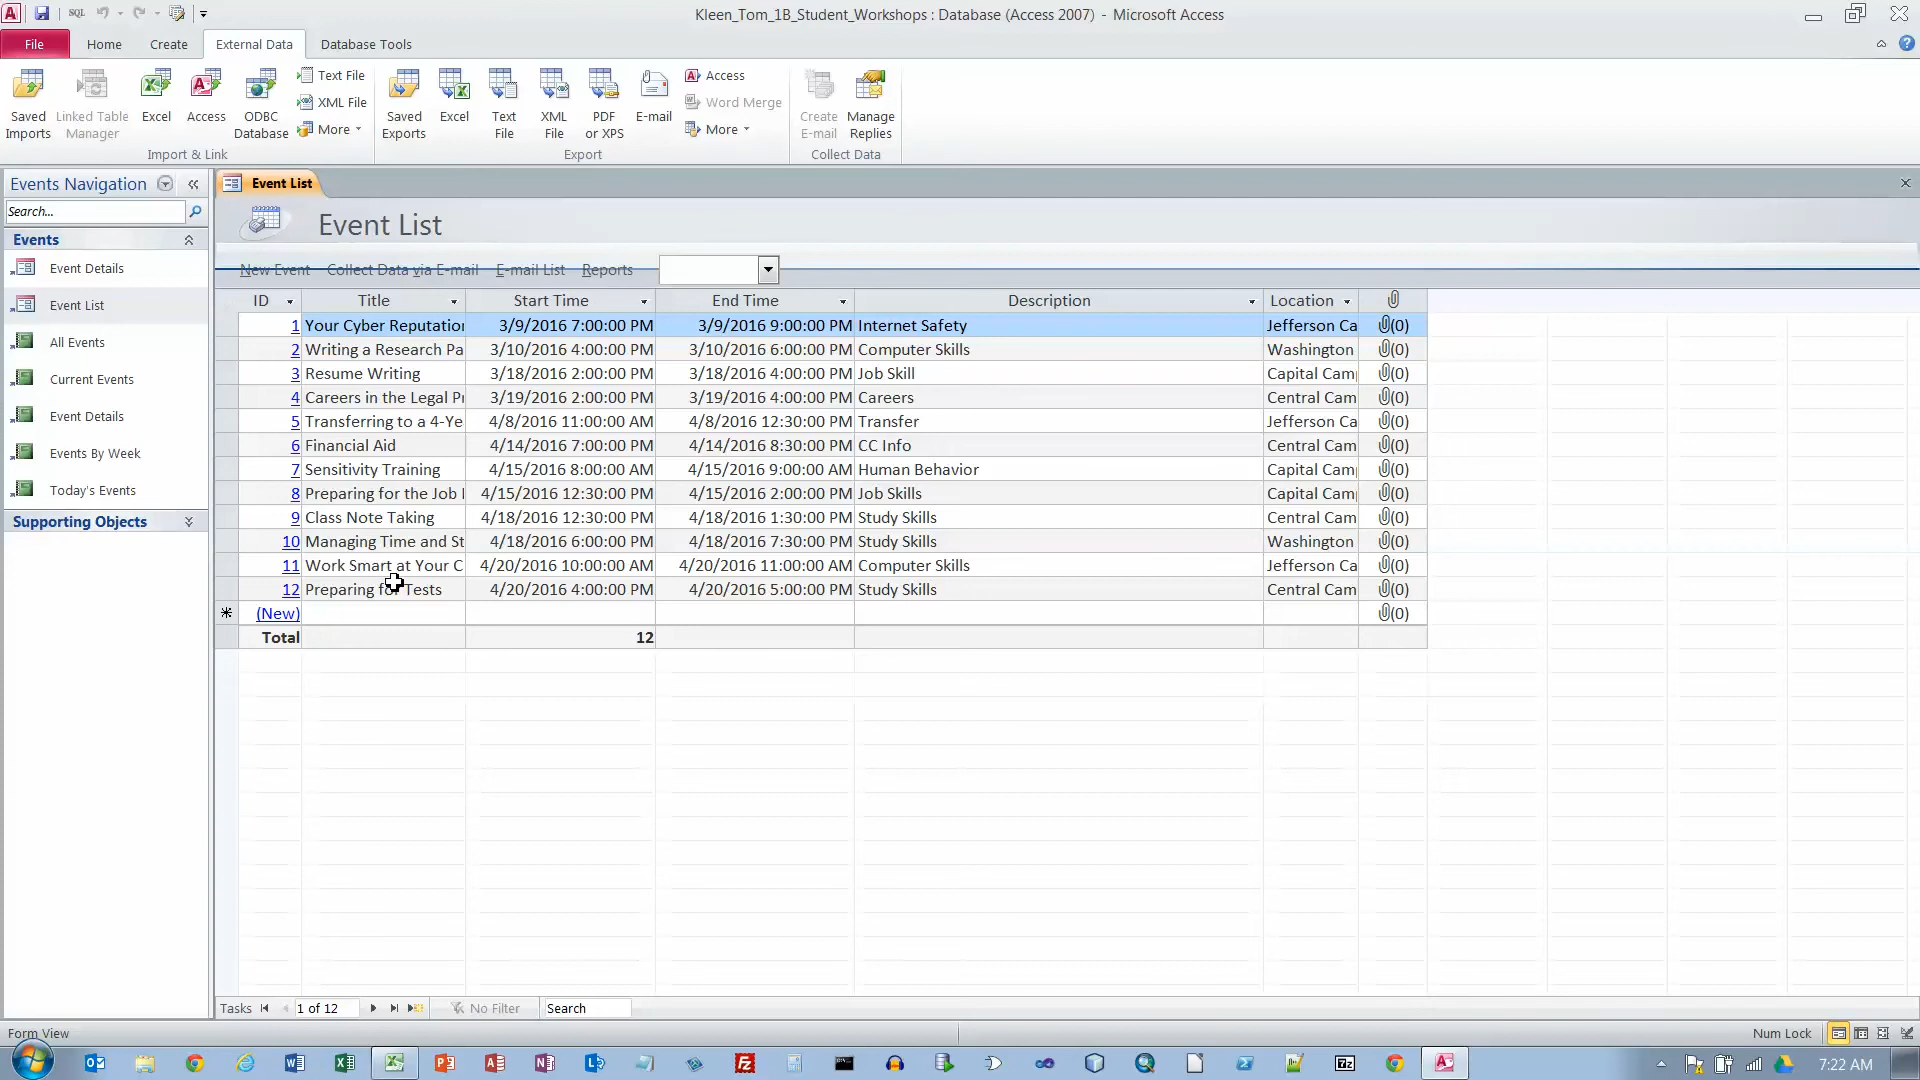 SQL
Kleen_Tom_1B_Student_Workshops : Database (Access 2007) - Microsoft Access
File Home Create External Data Database Tools
Saved Imports
Linked Table Manager
Excel
Access
ODBC Database
Text File
XML File
More
Import & Link
Saved Exports
Excel
Text File
XML File
PDF or XPS
E-mail
Access
Word Merge
More
Export
Create E-mail
Manage Replies
Collect Data
Events Navigation
Search...
Events
Event Details
Event List
All Events
Current Events
Event Details
Events By Week
Today's Events
Supporting Objects
Event List
Event List
New Event Collect Data via E-mail E-mail List Reports
ID Title Start Time End Time Description Location
1 Your Cyber Reputation 3/9/2016 7:00:00 PM 3/9/2016 9:00:00 PM Internet Safety Jefferson Ca (0)
2 Writing a Research Pa 3/10/2016 4:00:00 PM 3/10/2016 6:00:00 PM Computer Skills Washington (0)
3 Resume Writing 3/18/2016 2:00:00 PM 3/18/2016 4:00:00 PM Job Skill Capital Cam (0)
4 Careers in the Legal Pr 3/19/2016 2:00:00 PM 3/19/2016 4:00:00 PM Careers Central Cam (0)
5 Transferring to a 4-Ye 4/8/2016 11:00:00 AM 4/8/2016 12:30:00 PM Transfer Jefferson Ca (0)
6 Financial Aid 4/14/2016 7:00:00 PM 4/14/2016 8:30:00 PM CC Info Central Cam (0)
7 Sensitivity Training 4/15/2016 8:00:00 AM 4/15/2016 9:00:00 AM Human Behavior Capital Cam (0)
8 Preparing for the Job I 4/15/2016 12:30:00 PM 4/15/2016 2:00:00 PM Job Skills Capital Cam (0)
9 Class Note Taking 4/18/2016 12:30:00 PM 4/18/2016 1:30:00 PM Study Skills Central Cam (0)
10 Managing Time and St 4/18/2016 6:00:00 PM 4/18/2016 7:30:00 PM Study Skills Washington (0)
11 Work Smart at Your C 4/20/2016 10:00:00 AM 4/20/2016 11:00:00 AM Computer Skills Jefferson Ca (0)
12 Preparing for Tests 4/20/2016 4:00:00 PM 4/20/2016 5:00:00 PM Study Skills Central Cam (0)
(New) (0)
Total 12
Tasks 1 of 12 No Filter Search
Form View Num Lock
7:22 AM